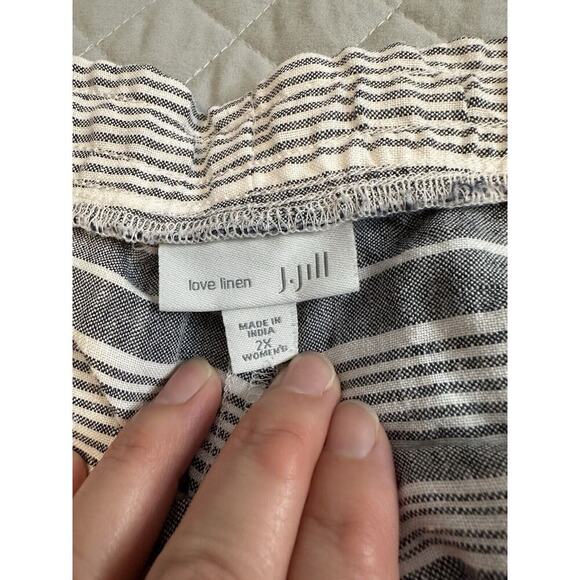 love linen J.Jill
MADE IN
INDIA
2X
WOMEN'S